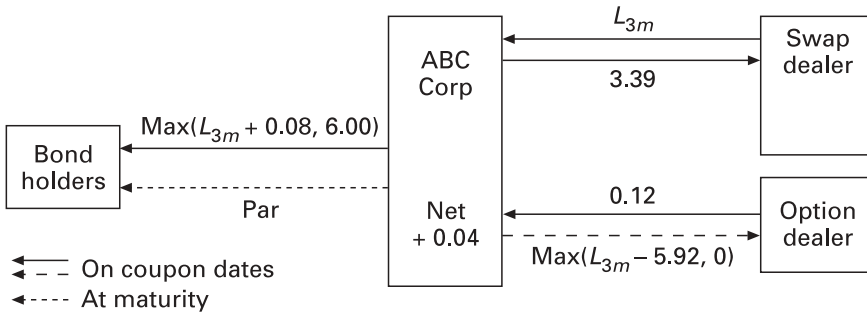 L3m
ABC
Corp
Swap
dealer
3.39
Max(L3m + 0.08, 6.00)
Bond
holders
Par
Net
+ 0.04
0.12
Option
dealer
Max(L3m – 5.92, 0)
On coupon dates
At maturity